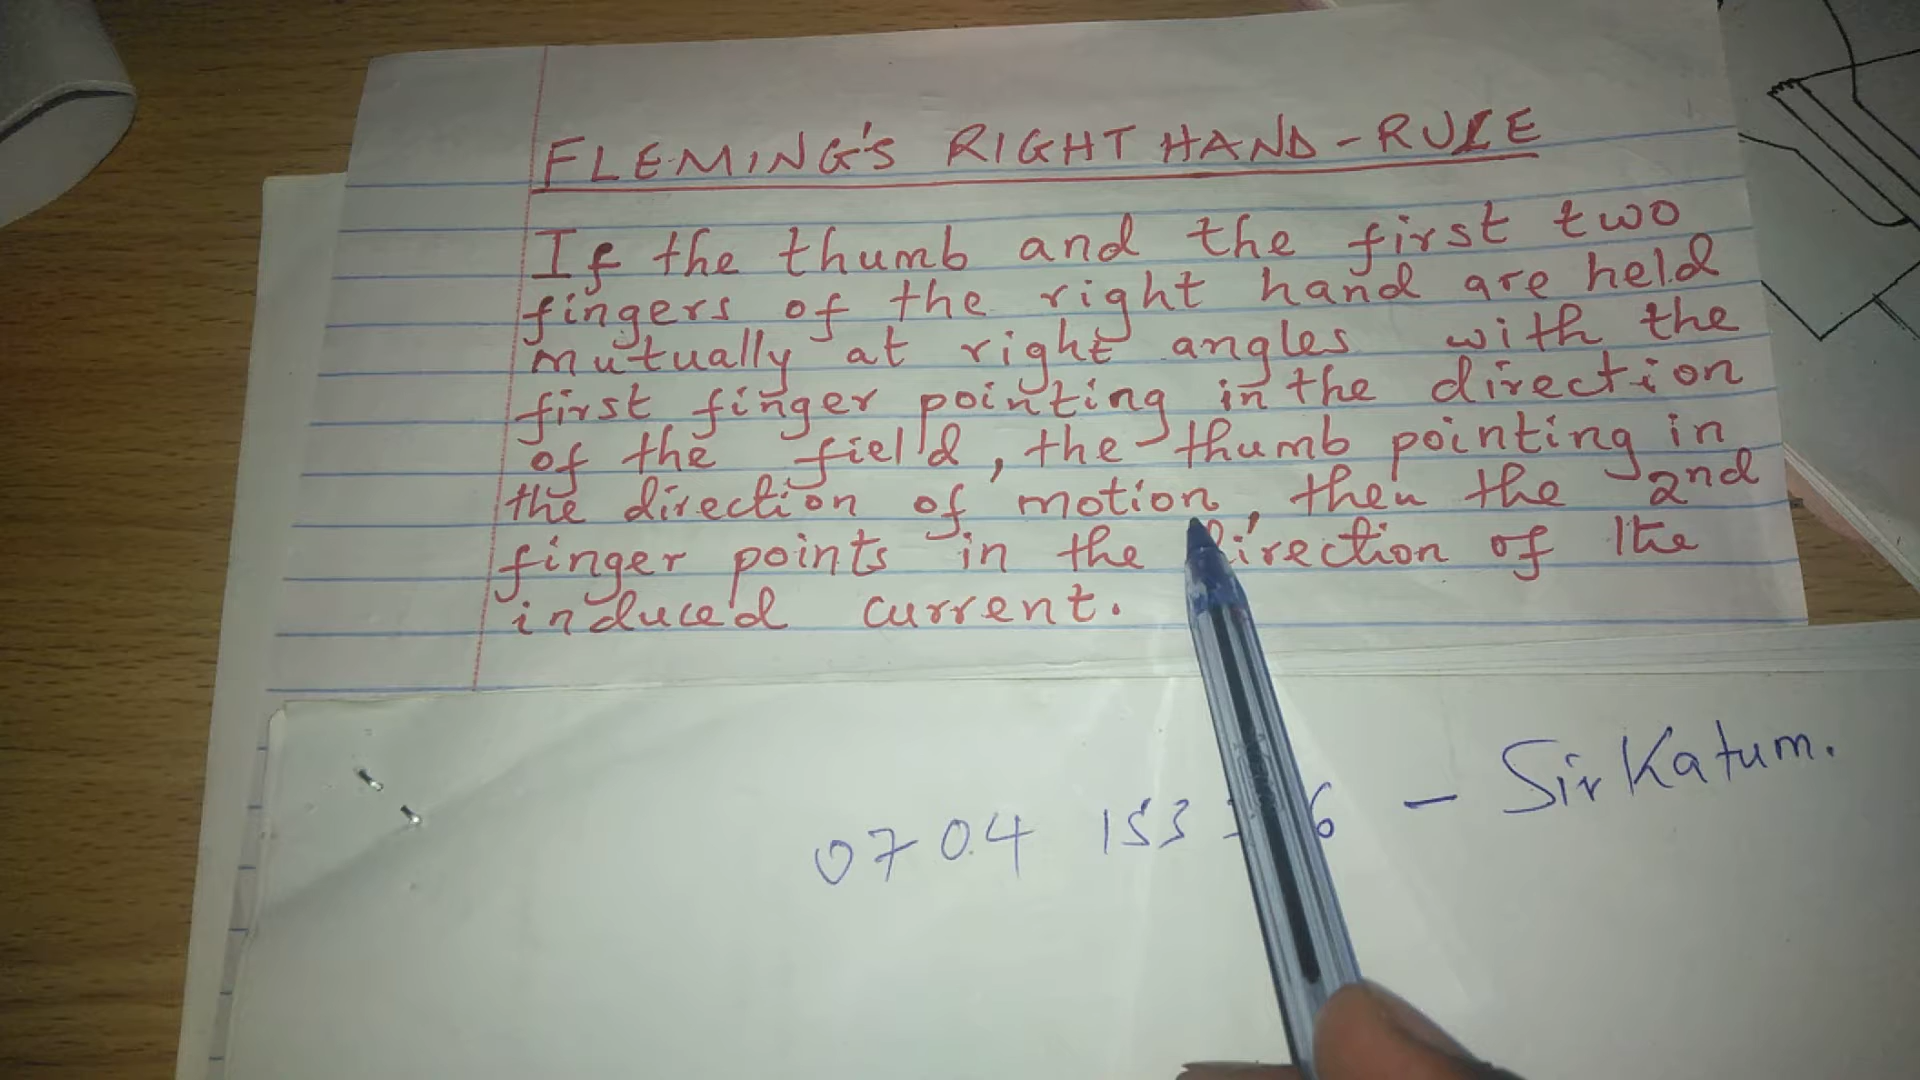 FLEMING'S RIGHT HAND-RULE
If the thumb and the first two
fingers of the right hand are held
mutually at right angles with the
first finger pointing in the direction
of the field, the thumb pointing in
the direction of motion, then the 2nd
finger points in the direction of the
induced current.
0704 153 6 - Sir Katum.